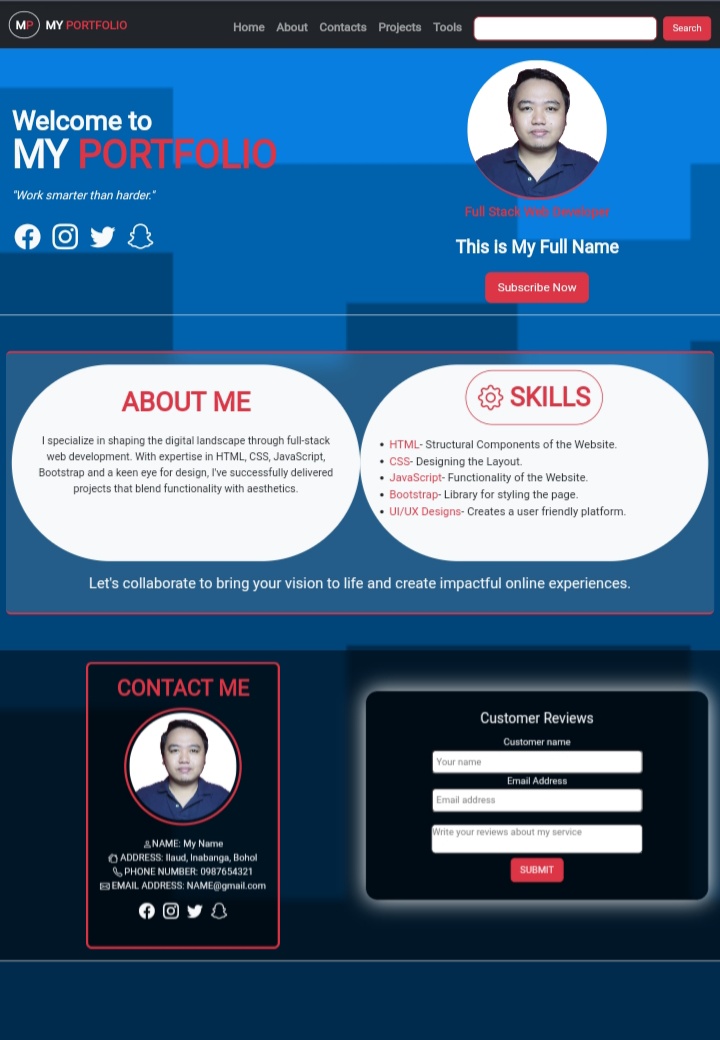 MP MY PORTFOLIO
Home About Contacts Projects Tools Search
Welcome to
MY PORTFOLIO
"Work smarter than harder."
Full Stack Web Developer
This Is My Full Name
Subscribe Now
ABOUT ME
I specialize in shaping the digital landscape through full-stack
web development. With expertise in HTML, CSS, JavaScript,
Bootstrap and a keen eye for design, I've successfully delivered
projects that blend functionality with aesthetics.
SKILLS
• HTML- Structural Components of the Website.
• CSS- Designing the Layout.
• JavaScript- Functionality of the Website.
• Bootstrap- Library for styling the page.
• UI/UX Designs- Creates a user friendly platform.
Let's collaborate to bring your vision to life and create impactful online experiences.
CONTACT ME
NAME: My Name
ADDRESS: Ilaud, Inabanga, Bohol
PHONE NUMBER: 0987654321
EMAIL ADDRESS: NAME@gmail.com
Customer Reviews
Customer name
Your name
Email Address
Email address
Write your reviews about my service
SUBMIT